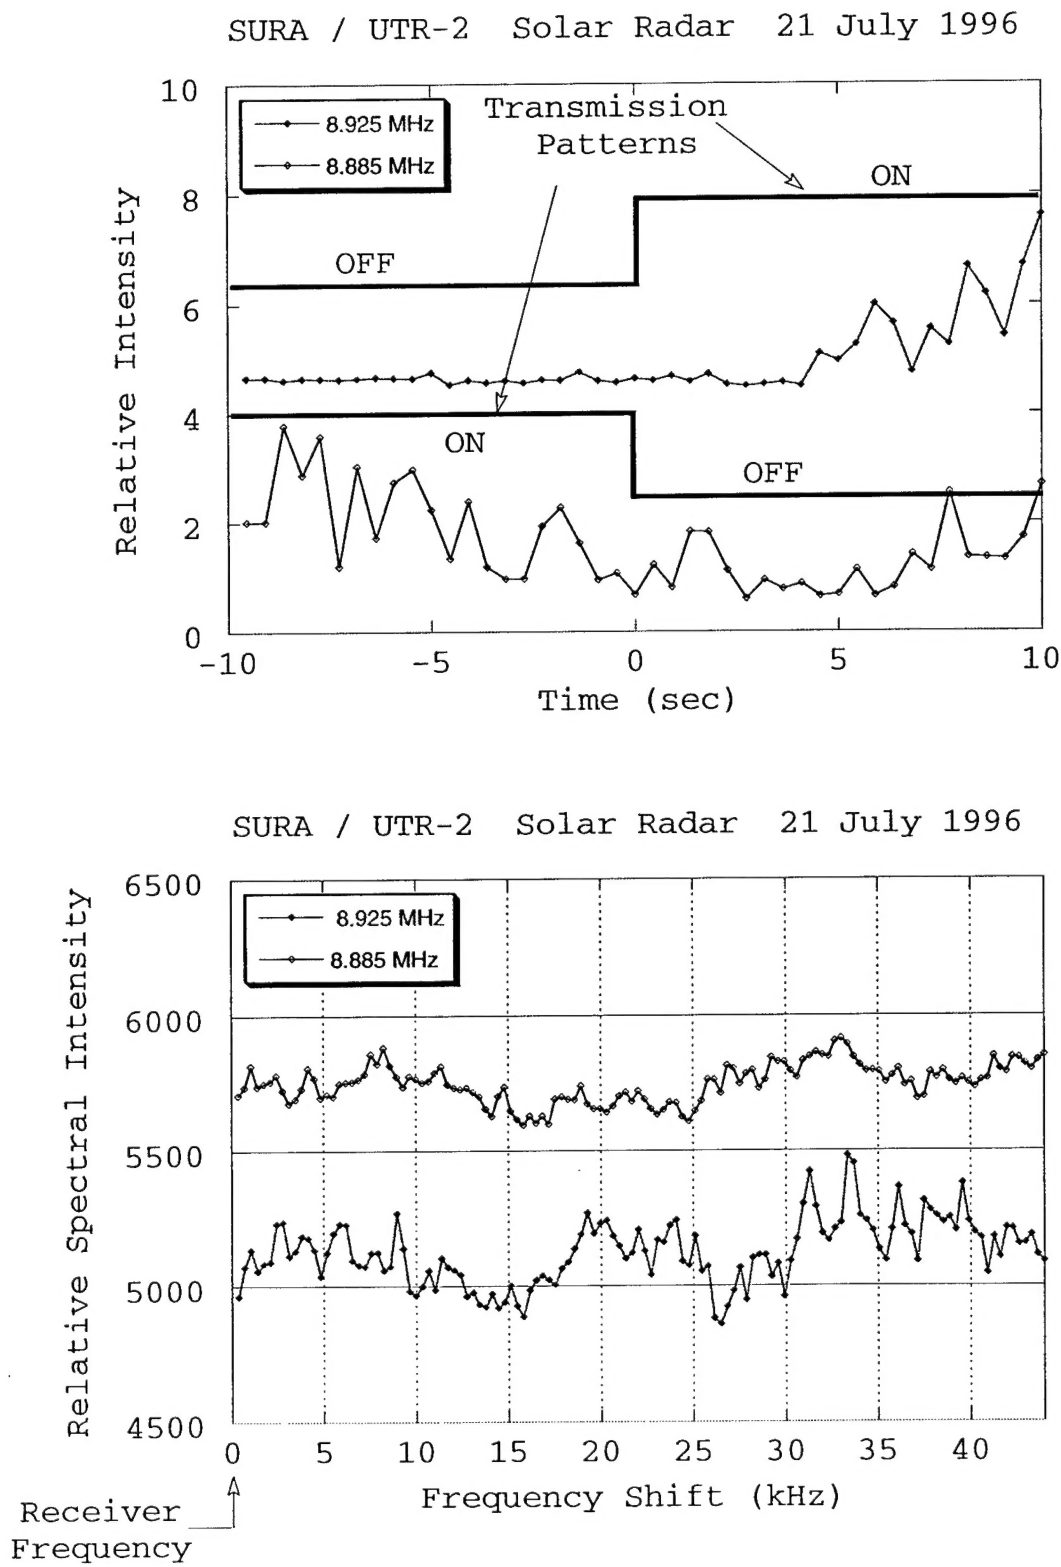 SURA / UTR-2 Solar Radar 21 July 1996
10
8
6
4
2
0
Relative Intensity
8.925 MHz
8.885 MHz
Transmission
Patterns
ON
OFF
ON
OFF
-10
-5
0
5
10
Time (sec)
SURA / UTR-2 Solar Radar 21 July 1996
6500
6000
5500
5000
4500
Relative Spectral Intensity
8.925 MHz
8.885 MHz
0
5
10
15
20
25
30
35
40
Frequency Shift (kHz)
Receiver
Frequency